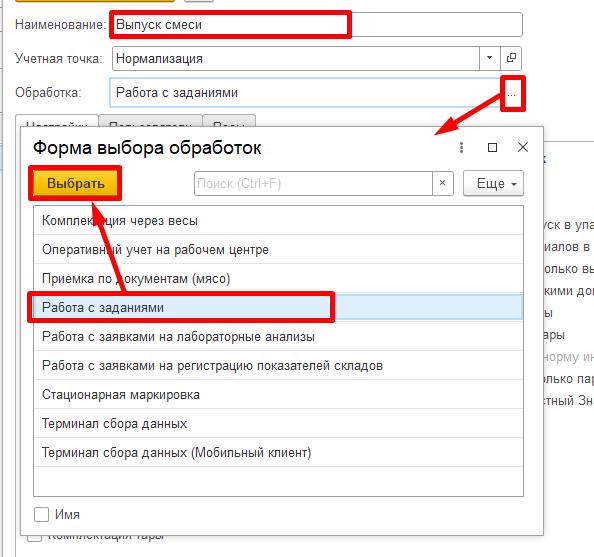 Наименование: Выпуск смеси
Учетная точка: Нормализация
Обработка: Работа с заданиями ...
Форма выбора обработок
Выбрать Поиск (Ctrl+F) × Еще
Комплектация через весы
Оперативный учет на рабочем центре
Приемка по документам (мясо)
Работа с заданиями
Работа с заявками на лабораторные анализы
Работа с заявками на регистрацию показателей складов
Стационарная маркировка
Терминал сбора данных
Терминал сбора данных (Мобильный клиент)
Имя
Комплектация тары